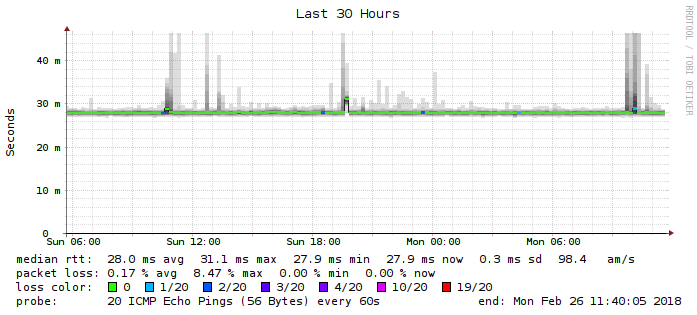 Last 30 Hours
RRDTOOL / TOBI OETIKER
Seconds
40 m
30 m
20 m
10 m
0
Sun 06:00 Sun 12:00 Sun 18:00 Mon 00:00 Mon 06:00
median rtt: 28.0 ms avg 31.1 ms max 27.9 ms min 27.9 ms now 0.3 ms sd 98.4 am/s
packet loss: 0.17 % avg 8.47 % max 0.00 % min 0.00 % now
loss color: 0 1/20 2/20 3/20 4/20 10/20 19/20
probe: 20 ICMP Echo Pings (56 Bytes) every 60s end: Mon Feb 26 11:40:05 2018